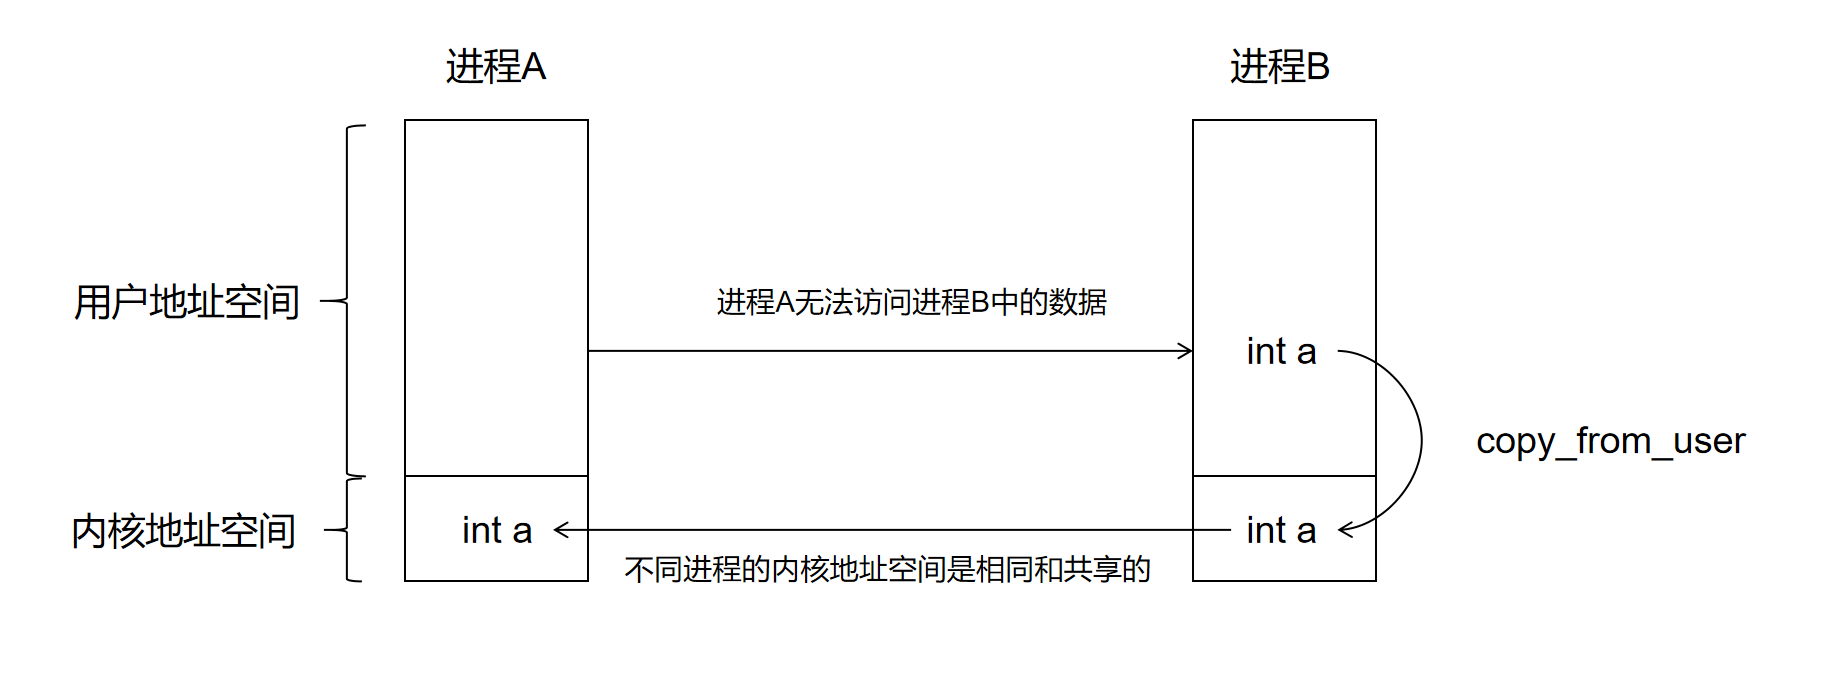 进程A
进程B
用户地址空间
进程A无法访问进程B中的数据
int a
copy_from_user
内核地址空间
int a
int a
不同进程的内核地址空间是相同和共享的